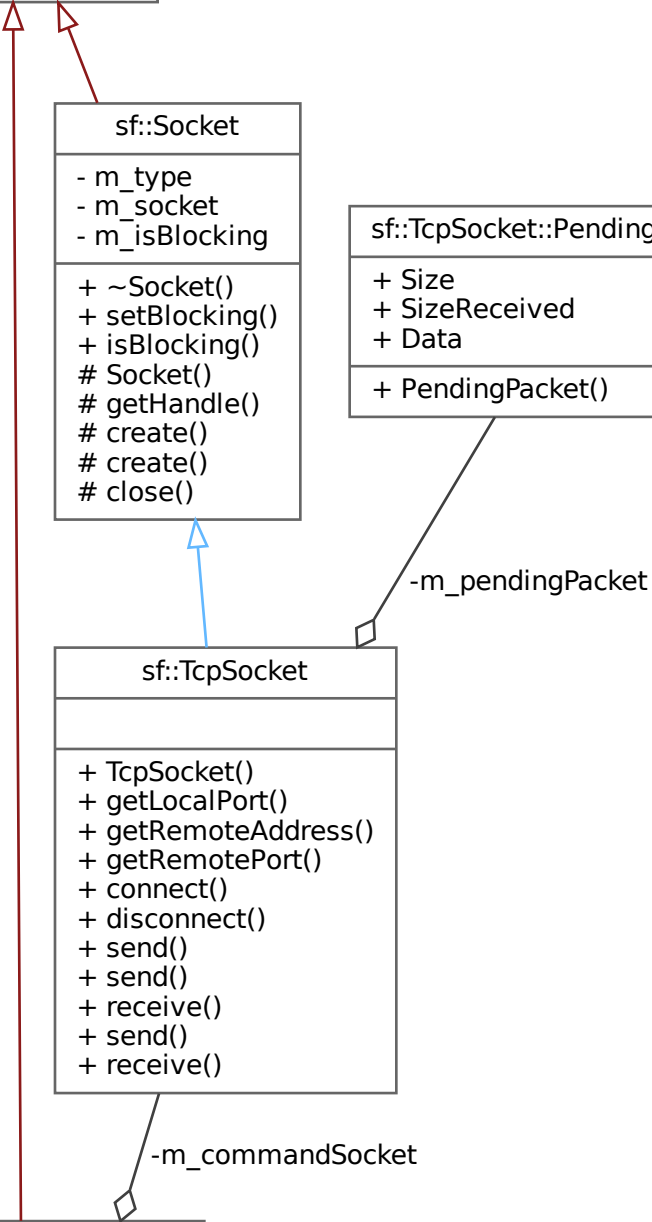 sf::Socket
- m_type
- m_socket
- m_isBlocking
+ ~Socket()
+ setBlocking()
+ isBlocking()
# Socket()
# getHandle()
# create()
# create()
# close()
sf::TcpSocket::Pending
+ Size
+ SizeReceived
+ Data
+ PendingPacket()
-m_pendingPacket
sf::TcpSocket
+ TcpSocket()
+ getLocalPort()
+ getRemoteAddress()
+ getRemotePort()
+ connect()
+ disconnect()
+ send()
+ send()
+ receive()
+ send()
+ receive()
-m_commandSocket